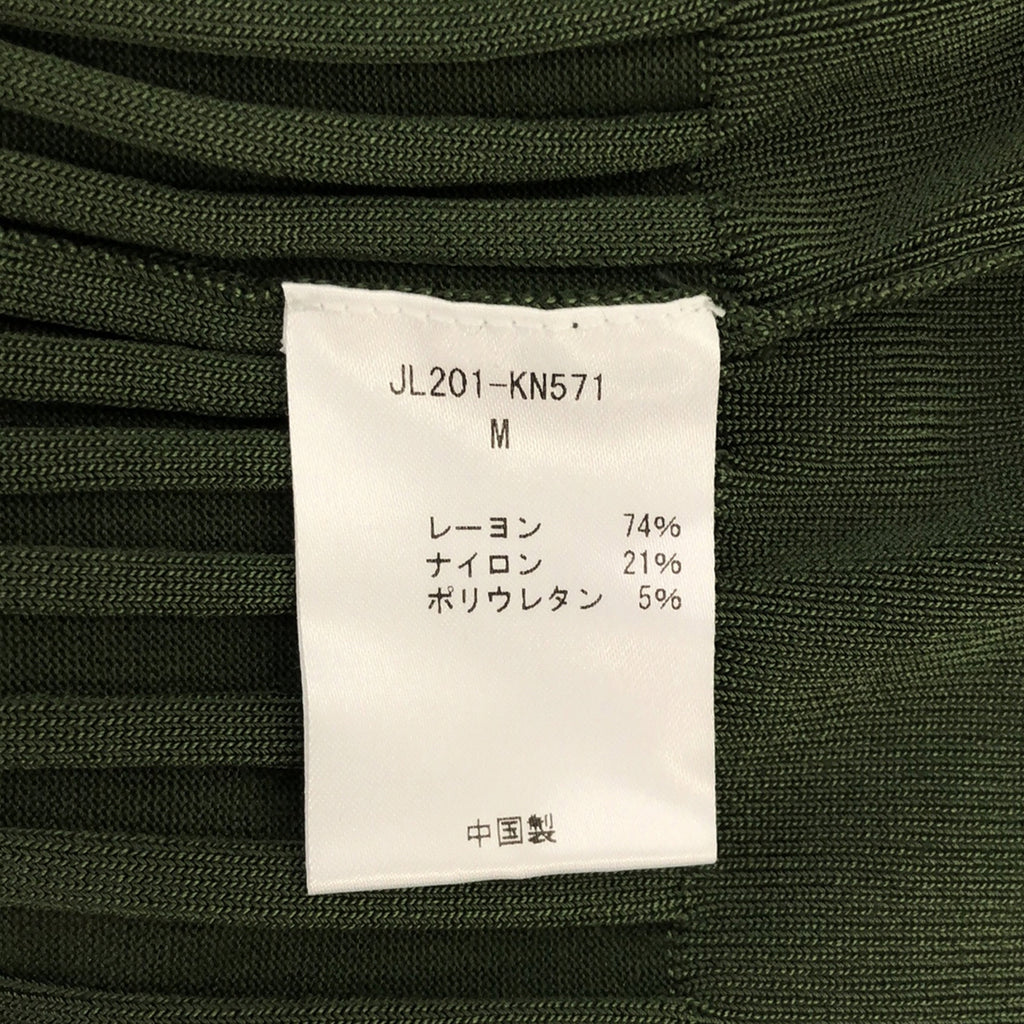 JL201-KN571
M
レーヨン 74%
ナイロン 21%
ポリウレタン 5%
中国製